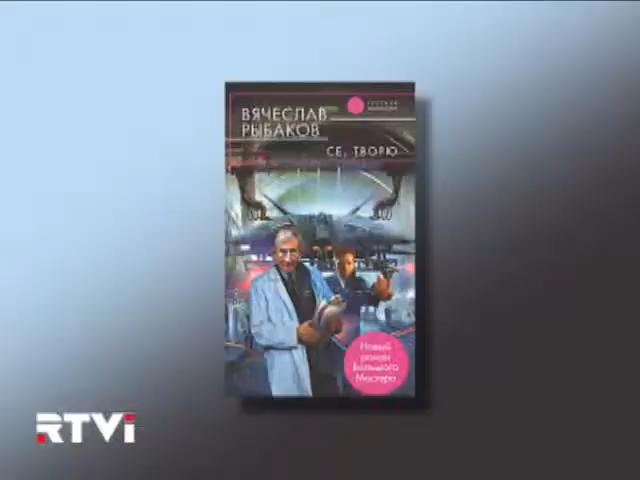 ВЯЧЕСЛАВ
РЫБАКОВ
СЕ, ТВОРЮ
Новый
роман
Большого
Мастера
RTVi